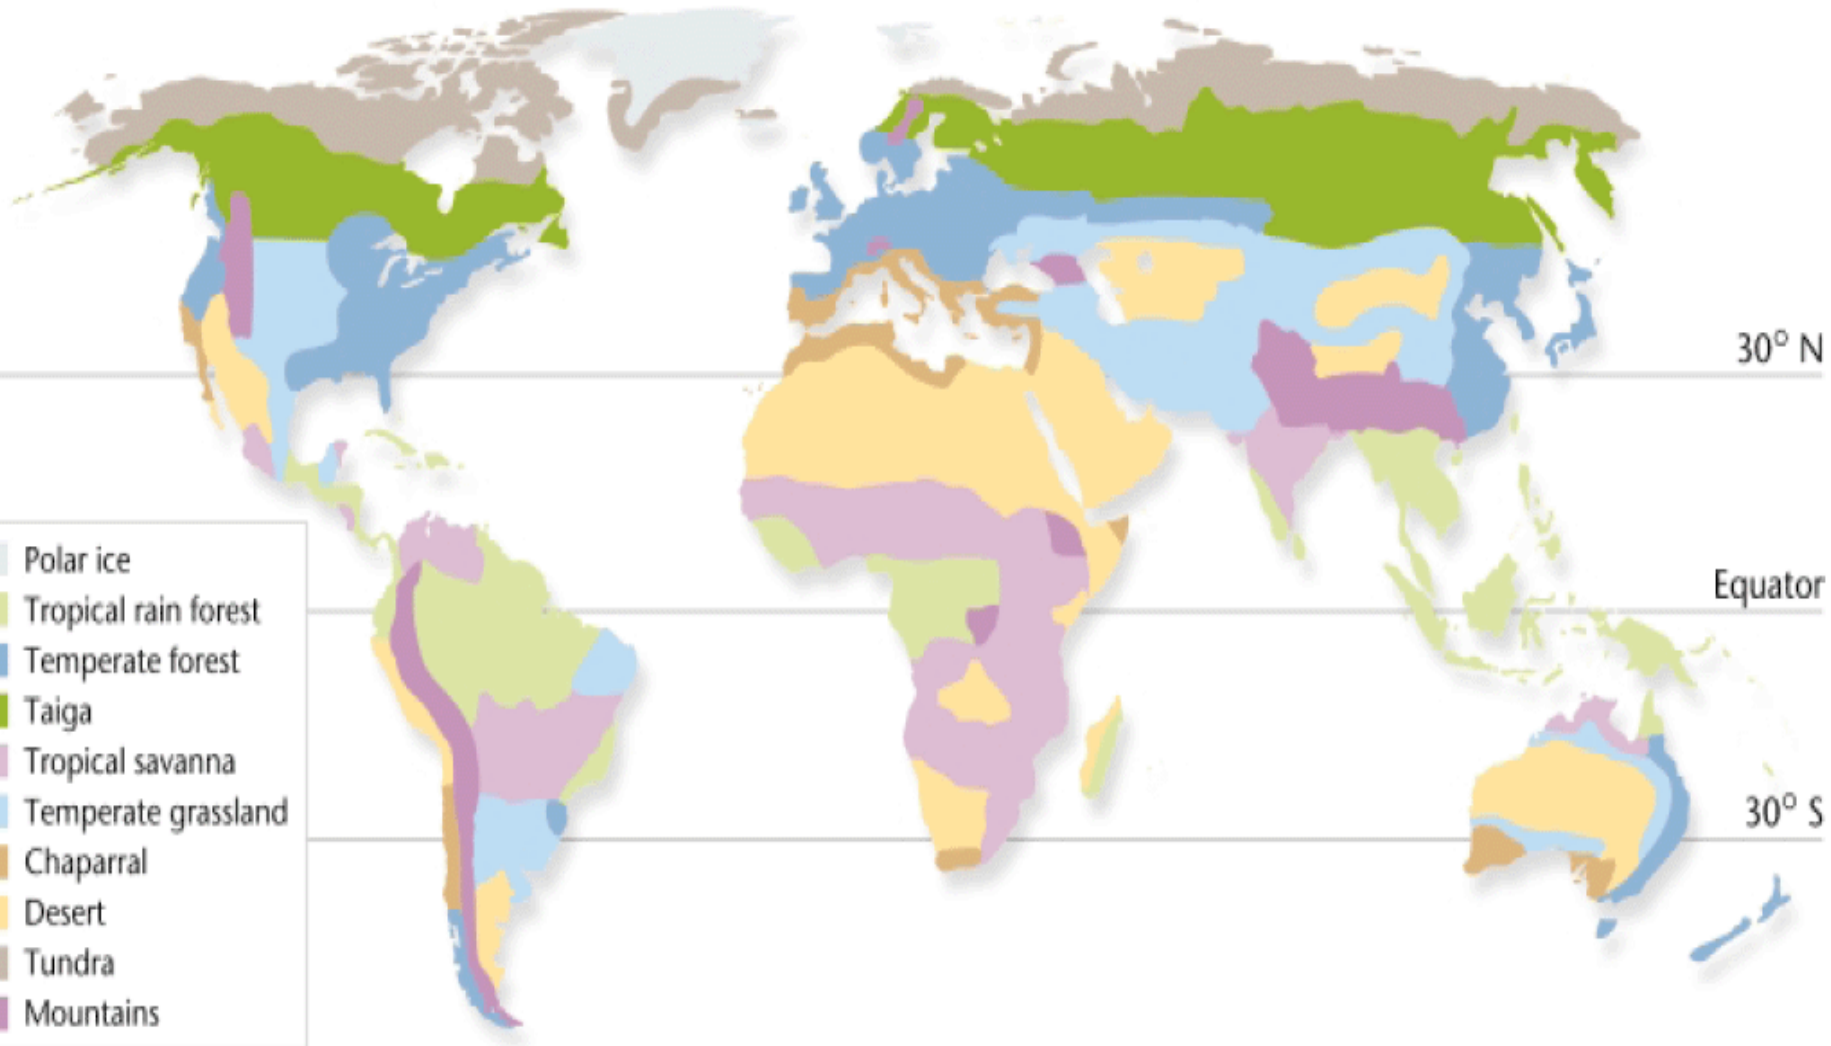 30° N
Equator
30° S
Polar ice
Tropical rain forest
Temperate forest
Taiga
Tropical savanna
Temperate grassland
Chaparral
Desert
Tundra
Mountains